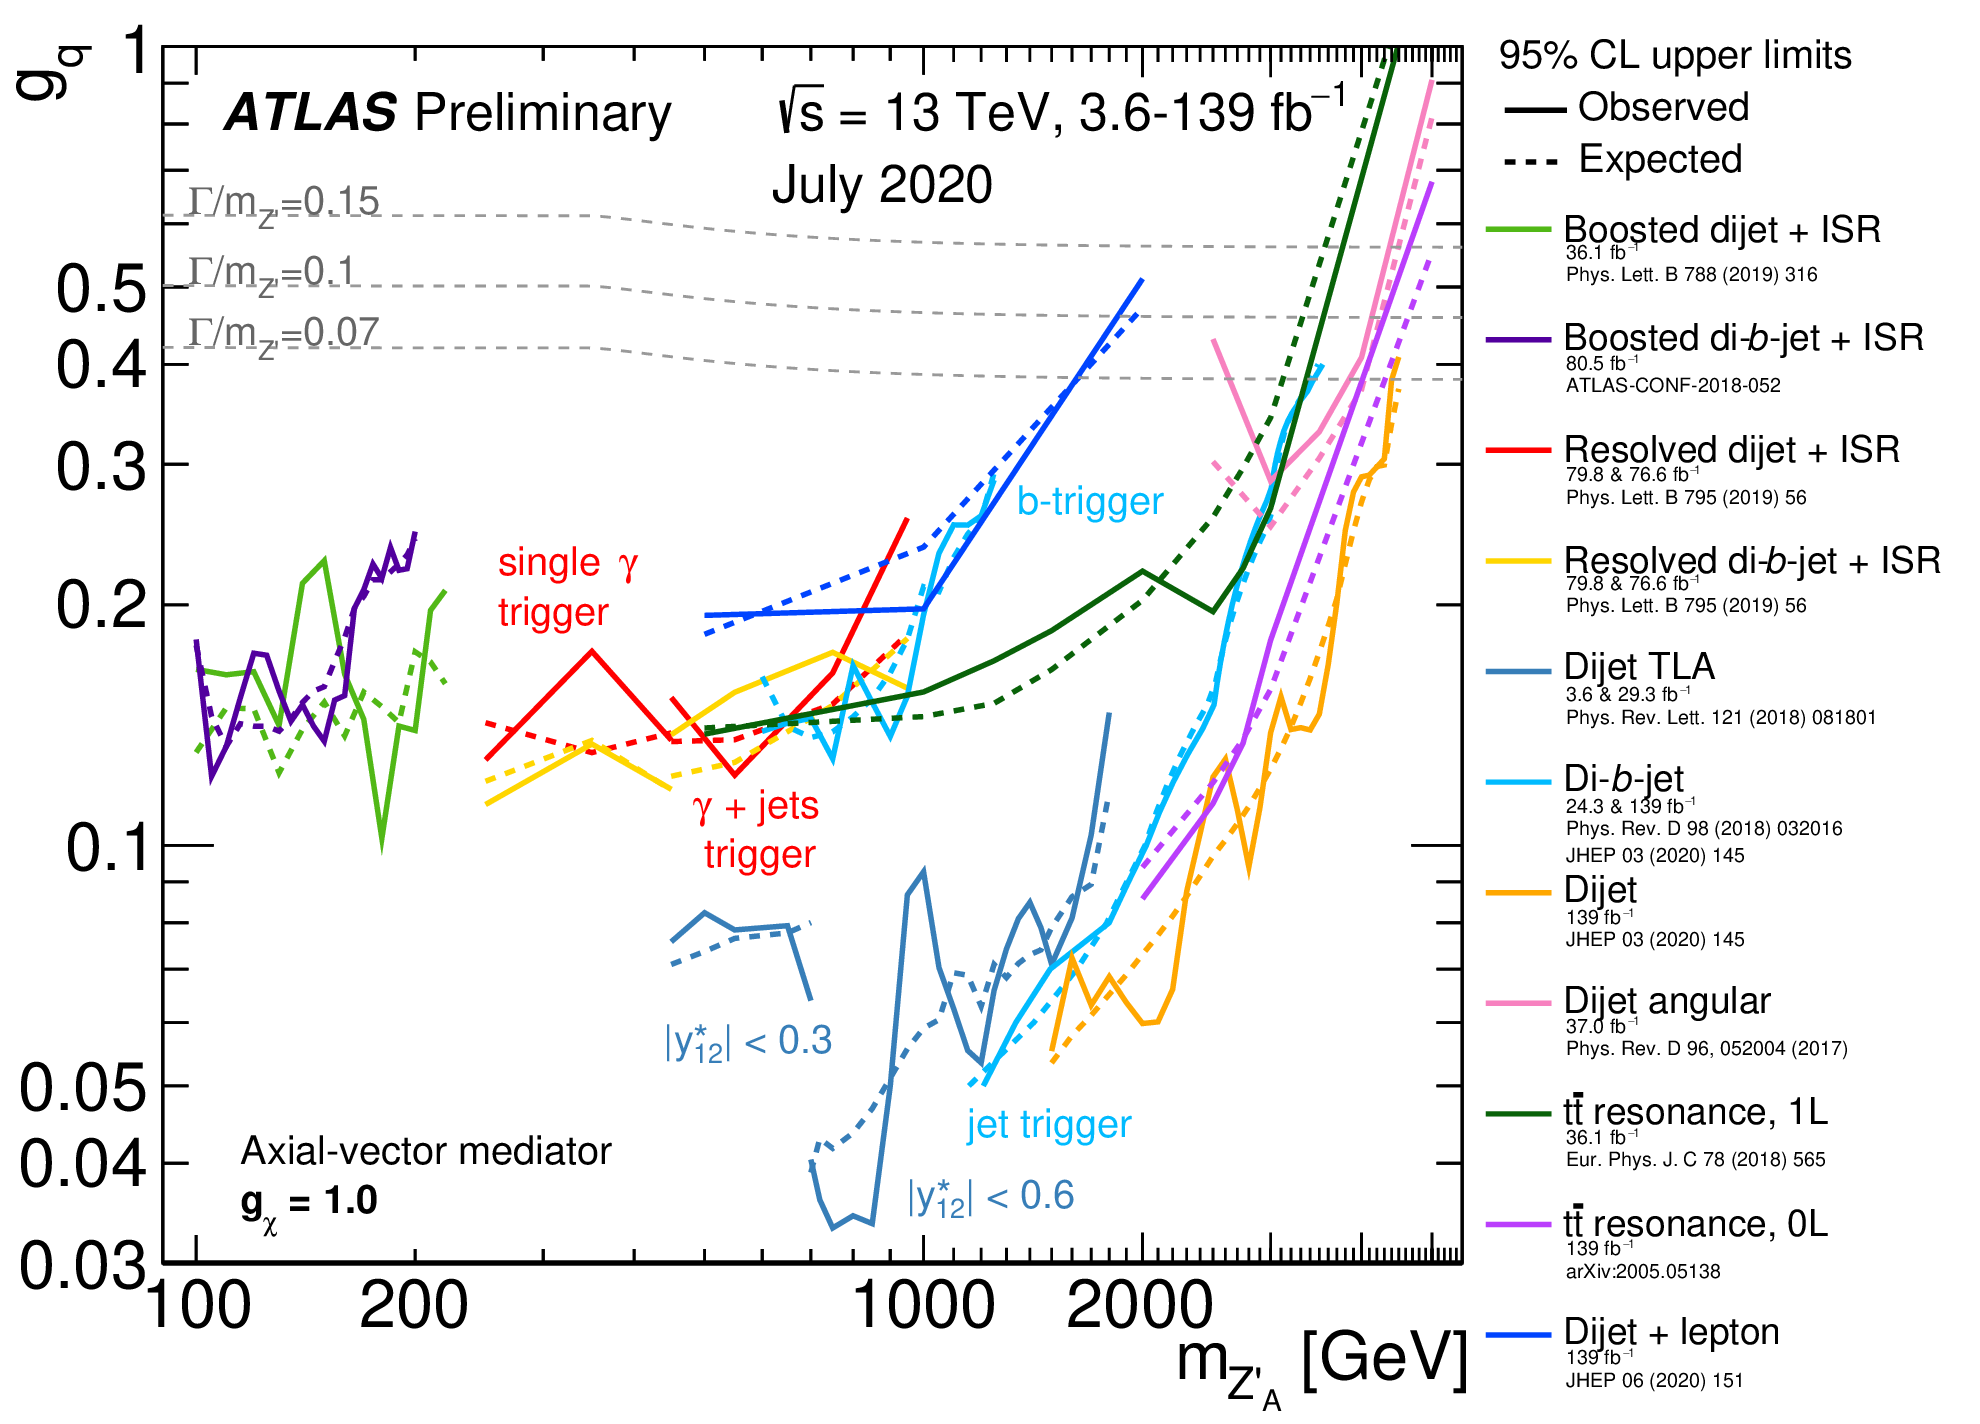 g_q
1
0.5
0.4
0.3
0.2
0.1
0.05
0.04
0.03
100
200
1000
2000
m_Z'_A [GeV]
ATLAS Preliminary
√s = 13 TeV, 3.6-139 fb⁻¹
July 2020
Γ/m_Z'=0.15
Γ/m_Z'=0.1
Γ/m_Z'=0.07
single γ
trigger
γ + jets
trigger
b-trigger
|y*₁₂| < 0.3
|y*₁₂| < 0.6
jet trigger
Axial-vector mediator
g_χ = 1.0
95% CL upper limits
Observed
Expected
Boosted dijet + ISR
36.1 fb⁻¹
Phys. Lett. B 788 (2019) 316
Boosted di-b-jet + ISR
80.5 fb⁻¹
ATLAS-CONF-2018-052
Resolved dijet + ISR
79.8 & 76.6 fb⁻¹
Phys. Lett. B 795 (2019) 56
Resolved di-b-jet + ISR
79.8 & 76.6 fb⁻¹
Phys. Lett. B 795 (2019) 56
Dijet TLA
3.6 & 29.3 fb⁻¹
Phys. Rev. Lett. 121 (2018) 081801
Di-b-jet
24.3 & 139 fb⁻¹
Phys. Rev. D 98 (2018) 032016
JHEP 03 (2020) 145
Dijet
139 fb⁻¹
JHEP 03 (2020) 145
Dijet angular
37.0 fb⁻¹
Phys. Rev. D 96, 052004 (2017)
tt̄ resonance, 1L
36.1 fb⁻¹
Eur. Phys. J. C 78 (2018) 565
tt̄ resonance, 0L
139 fb⁻¹
arXiv:2005.05138
Dijet + lepton
139 fb⁻¹
JHEP 06 (2020) 151